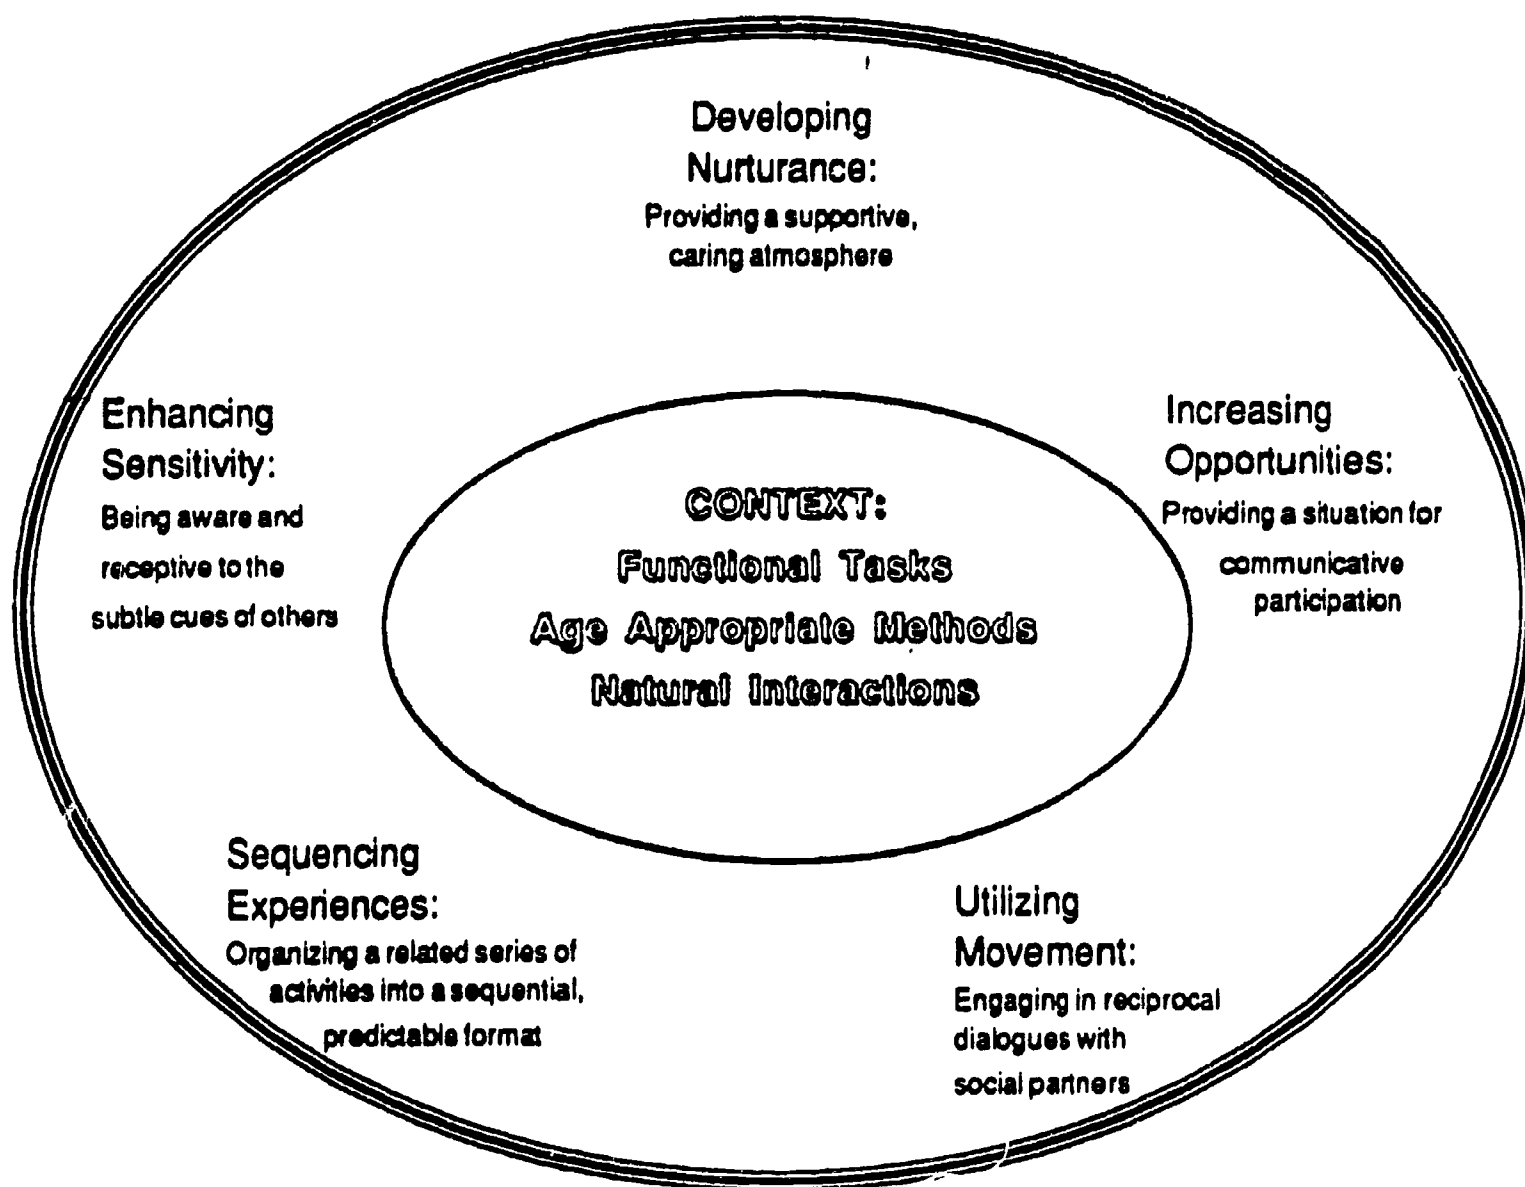 Developing
Nurturance:
Providing a supportive,
caring atmosphere
Enhancing
Sensitivity:
Being aware and
receptive to the
subtle cues of others
CONTEXT:
Functional Tasks
Age Appropriate Methods
Natural Interactions
Increasing
Opportunities:
Providing a situation for
communicative
participation
Sequencing
Experiences:
Organizing a related series of
activities into a sequential,
predictable format
Utilizing
Movement:
Engaging in reciprocal
dialogues with
social partners